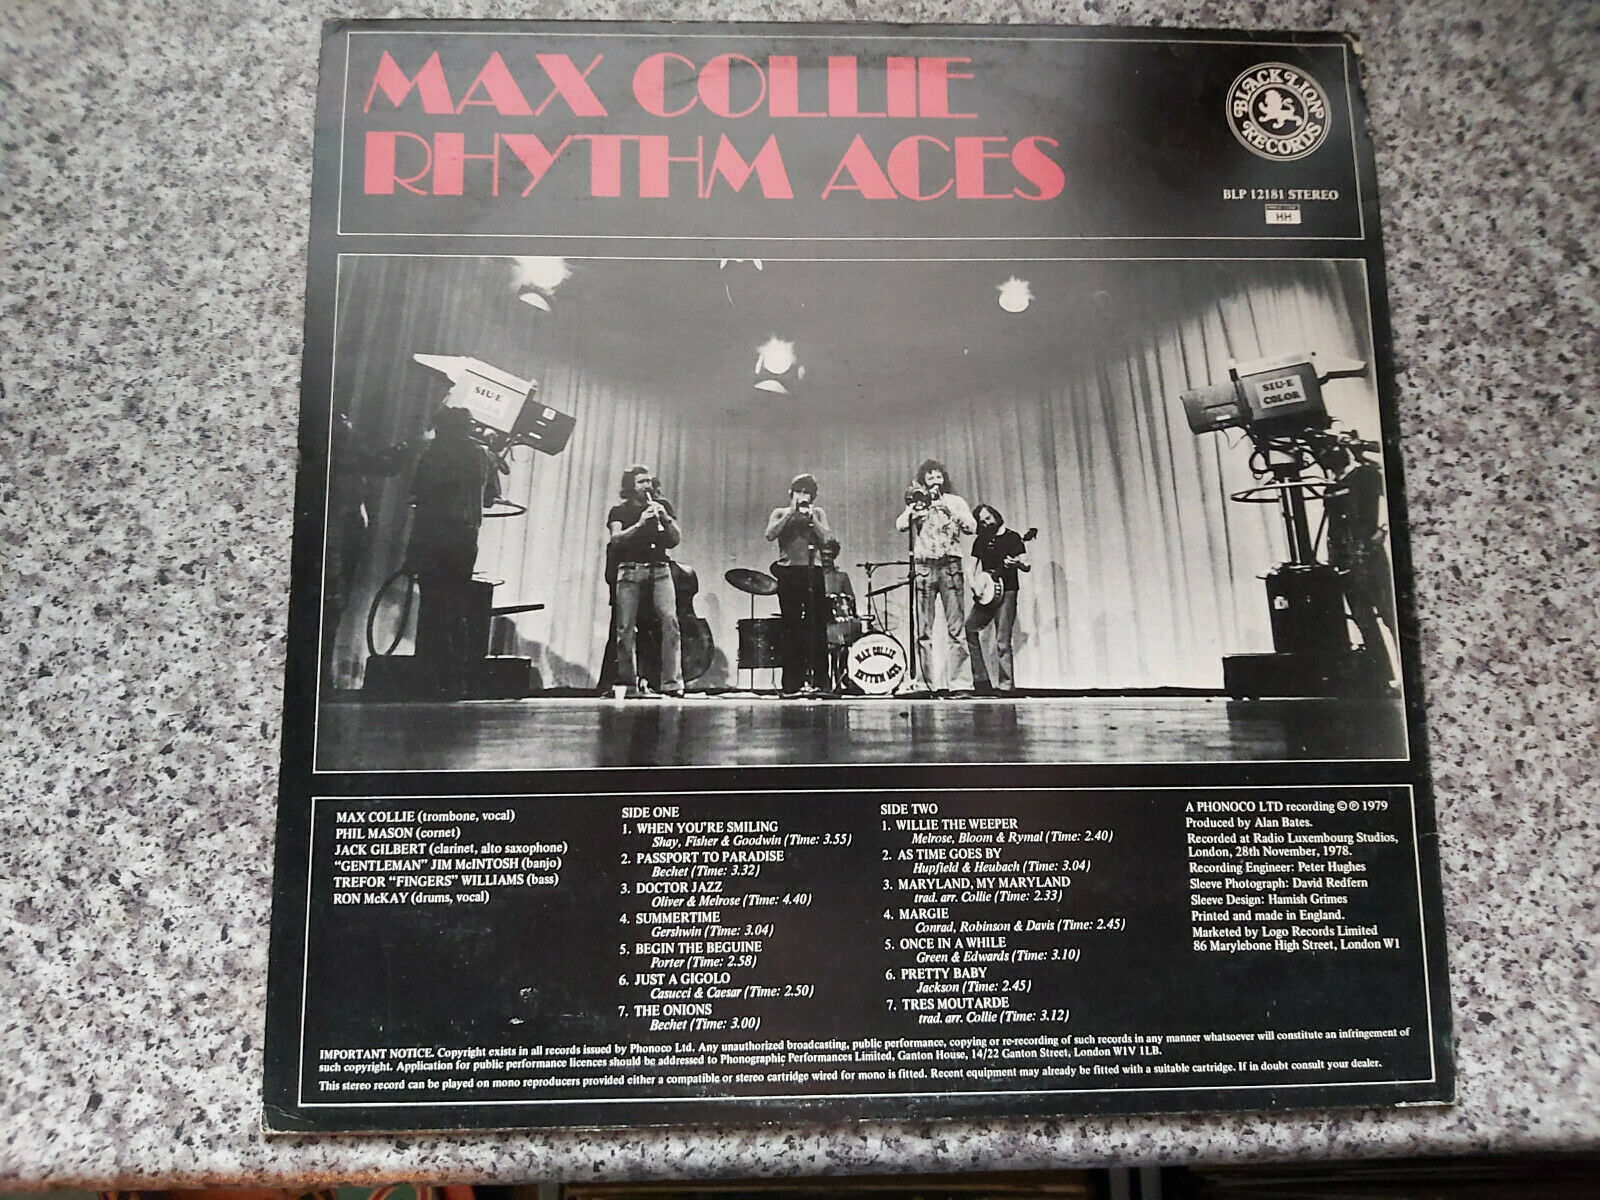 MAX COLLIE
RHYTHM ACES
BLACK LION
RECORDS
BLP 12181 STEREO
HH
SIU-E
SIU-E
COLOR
MAX COLLIE
RHYTHM ACES
MAX COLLIE (trombone, vocal)
PHIL MASON (cornet)
JACK GILBERT (clarinet, alto saxophone)
"GENTLEMAN" JIM McINTOSH (banjo)
TREFOR "FINGERS" WILLIAMS (bass)
RON McKAY (drums, vocal)
SIDE ONE
1. WHEN YOU'RE SMILING
Shay, Fisher & Goodwin (Time: 3.55)
2. PASSPORT TO PARADISE
Bechet (Time: 3.32)
3. DOCTOR JAZZ
Oliver & Melrose (Time: 4.40)
4. SUMMERTIME
Gershwin (Time: 3.04)
5. BEGIN THE BEGUINE
Porter (Time: 2.58)
6. JUST A GIGOLO
Casucci & Caesar (Time: 2.50)
7. THE ONIONS
Bechet (Time: 3.00)
SIDE TWO
1. WILLIE THE WEEPER
Melrose, Bloom & Rymal (Time: 2.40)
2. AS TIME GOES BY
Hupfield & Heubach (Time: 3.04)
3. MARYLAND, MY MARYLAND
trad. arr. Collie (Time: 2.33)
4. MARGIE
Conrad, Robinson & Davis (Time: 2.45)
5. ONCE IN A WHILE
Green & Edwards (Time: 3.10)
6. PRETTY BABY
Jackson (Time: 2.45)
7. TRES MOUTARDE
trad. arr. Collie (Time: 3.12)
A PHONOCO LTD recording © ℗ 1979
Produced by Alan Bates.
Recorded at Radio Luxembourg Studios,
London, 28th November, 1978.
Recording Engineer: Peter Hughes
Sleeve Photograph: David Redfern
Sleeve Design: Hamish Grimes
Printed and made in England.
Marketed by Logo Records Limited
86 Marylebone High Street, London W1
IMPORTANT NOTICE. Copyright exists in all records issued by Phonoco Ltd. Any unauthorized broadcasting, public performance, copying or re-recording of such records in any manner whatsoever will constitute an infringement of
such copyright. Application for public performance licences should be addressed to Phonographic Performances Limited, Ganton House, 14/22 Ganton Street, London W1V 1LB.
This stereo record can be played on mono reproducers provided either a compatible or stereo cartridge wired for mono is fitted. Recent equipment may already be fitted with a suitable cartridge. If in doubt consult your dealer.